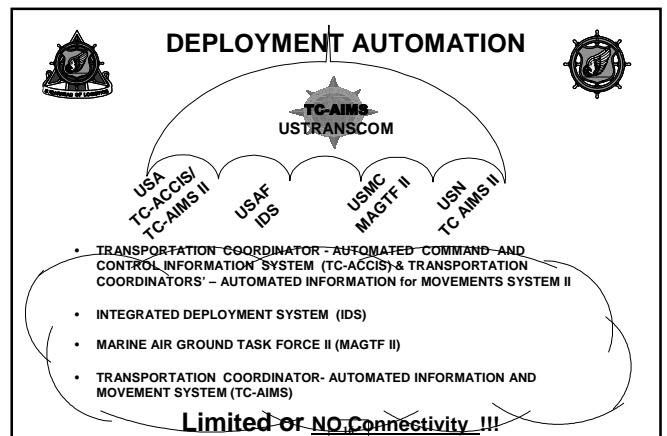 DEPLOYMENT AUTOMATION
TC-AIMS
USTRANSCOM
USA
TC-ACCIS/
TC-AIMS II
USAF
IDS
USMC
MAGTF II
USN
TC AIMS II
• TRANSPORTATION COORDINATOR - AUTOMATED COMMAND AND
CONTROL INFORMATION SYSTEM (TC-ACCIS) & TRANSPORTATION
COORDINATORS' – AUTOMATED INFORMATION for MOVEMENTS SYSTEM II
• INTEGRATED DEPLOYMENT SYSTEM (IDS)
• MARINE AIR GROUND TASK FORCE II (MAGTF II)
• TRANSPORTATION COORDINATOR- AUTOMATED INFORMATION AND
MOVEMENT SYSTEM (TC-AIMS)
Limited or NO Connectivity !!!